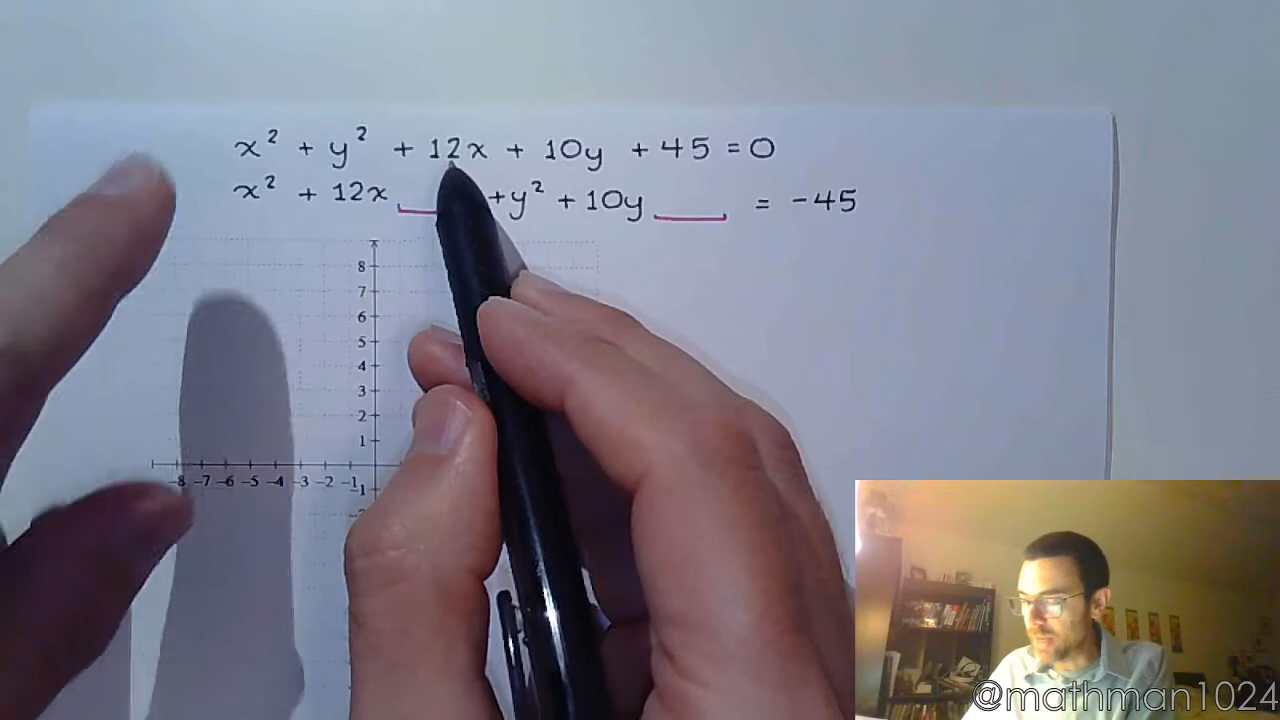 x² + y² + 12x + 10y + 45 = 0
x² + 12x ___ + y² + 10y ___ = -45
8
7
6
5
4
3
2
1
-8 -7 -6 -5 -4 -3 -2 -1
-1
@mathman1024